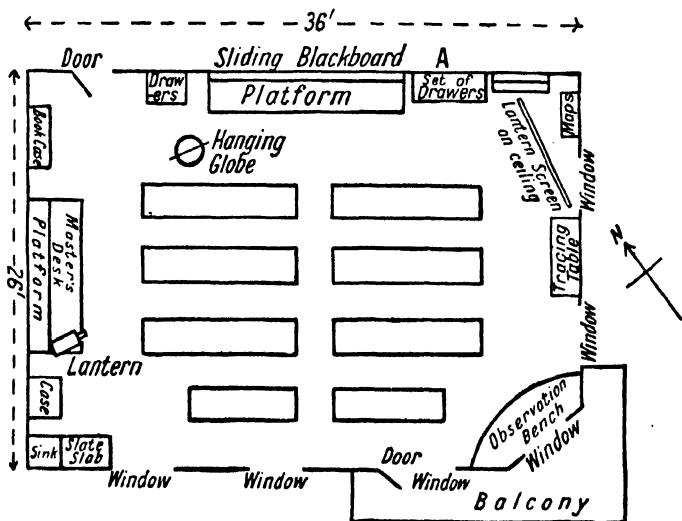 36'
Door
Sliding Blackboard
A
Draw
-ers
Platform
Set of
Drawers
Maps
Book Case
Hanging
Globe
Lantern Screen
on ceiling
Window
26'
Platform
Master's
Desk
Tracing
Table
N
Window
Lantern
Case
Observation
Bench
Sink
Slate
Slab
Window
Window
Door
Window
Window
Balcony